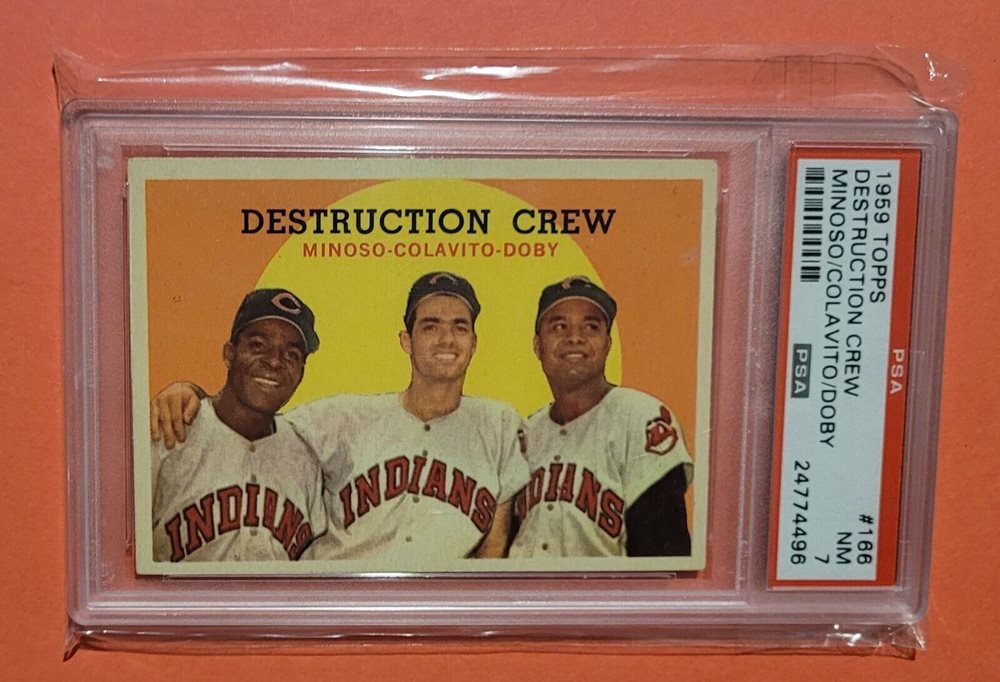 DESTRUCTION CREW
MINOSO-COLAVITO-DOBY
INDIANS
INDIANS
INDIANS
PSA
1959 TOPPS
DESTRUCTION CREW
MINOSO/COLAVITO/DOBY
#166
NM
7
PSA
24774496